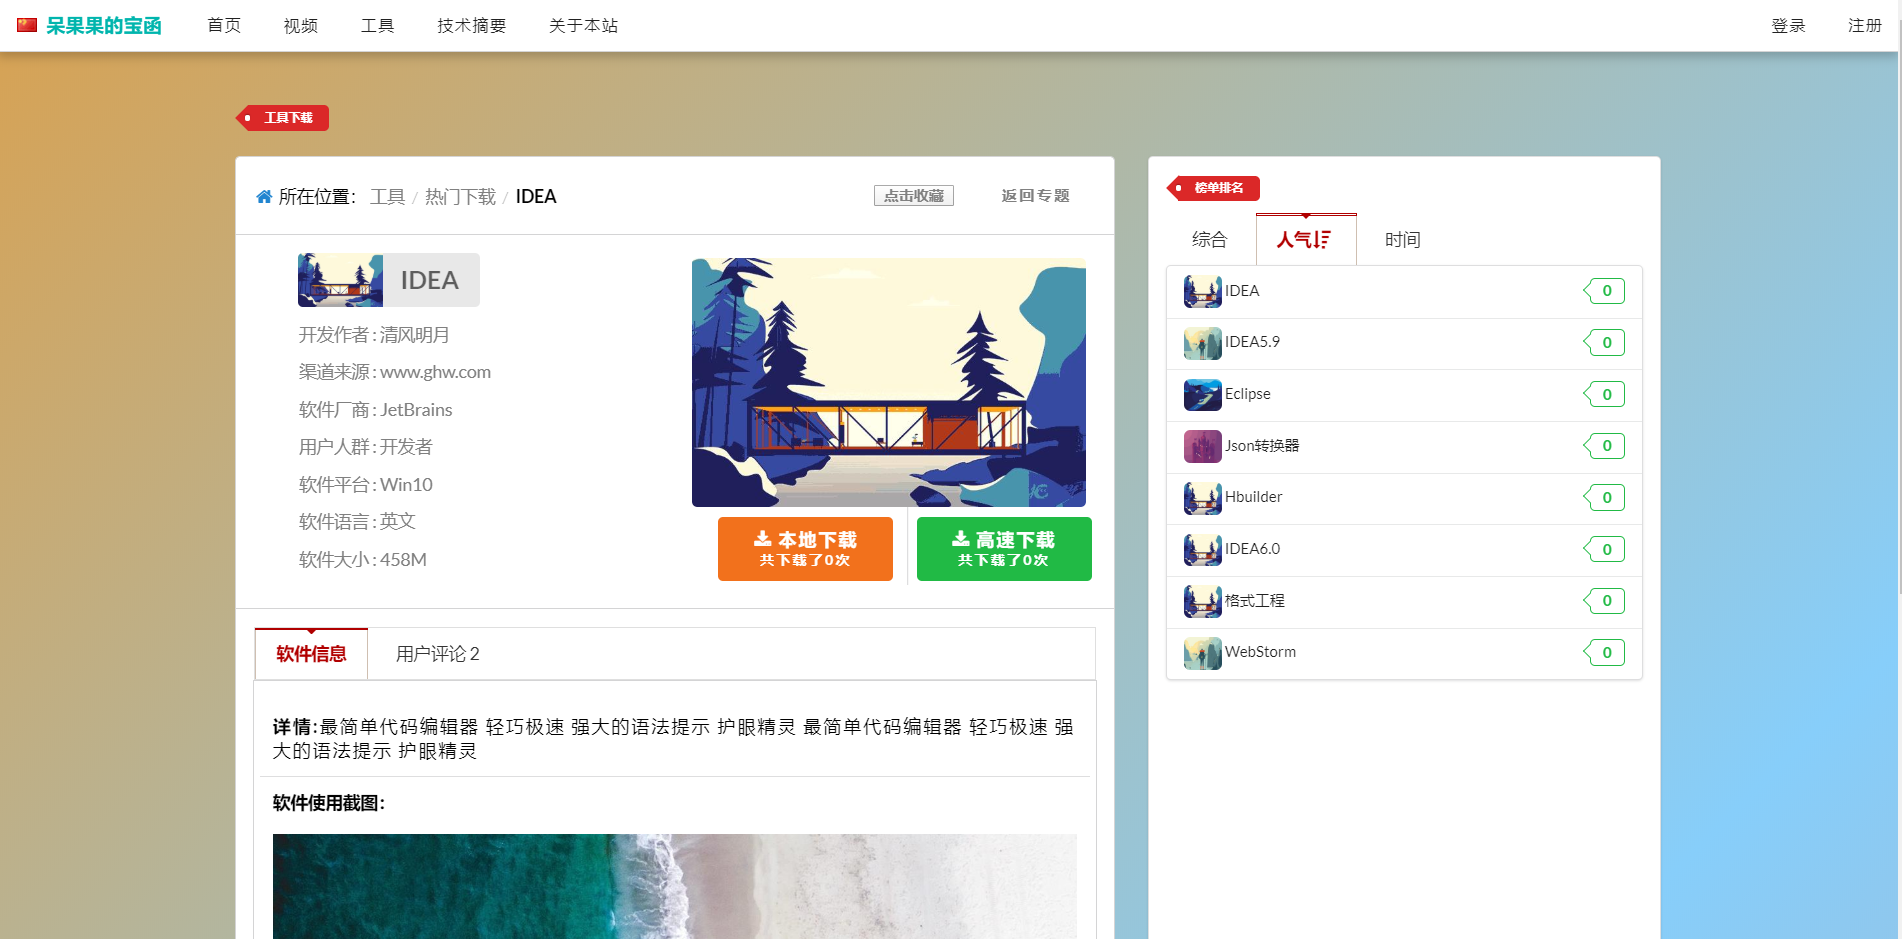 呆果果的宝函 首页 视频 工具 技术摘要 关于本站 登录 注册
工具下载
所在位置： 工具 / 热门下载 / IDEA 点击收藏 返回专题
IDEA
开发作者 : 清风明月
渠道来源 : www.ghw.com
软件厂商 : JetBrains
用户人群 : 开发者
软件平台 : Win10
软件语言 : 英文
软件大小 : 458M
本地下载
共下载了0次
高速下载
共下载了0次
软件信息 用户评论 2
详情:最简单代码编辑器 轻巧极速 强大的语法提示 护眼精灵 最简单代码编辑器 轻巧极速 强
大的语法提示 护眼精灵
软件使用截图：
榜单排名
综合 人气 时间
IDEA 0
IDEA5.9 0
Eclipse 0
Json转换器 0
Hbuilder 0
IDEA6.0 0
格式工程 0
WebStorm 0